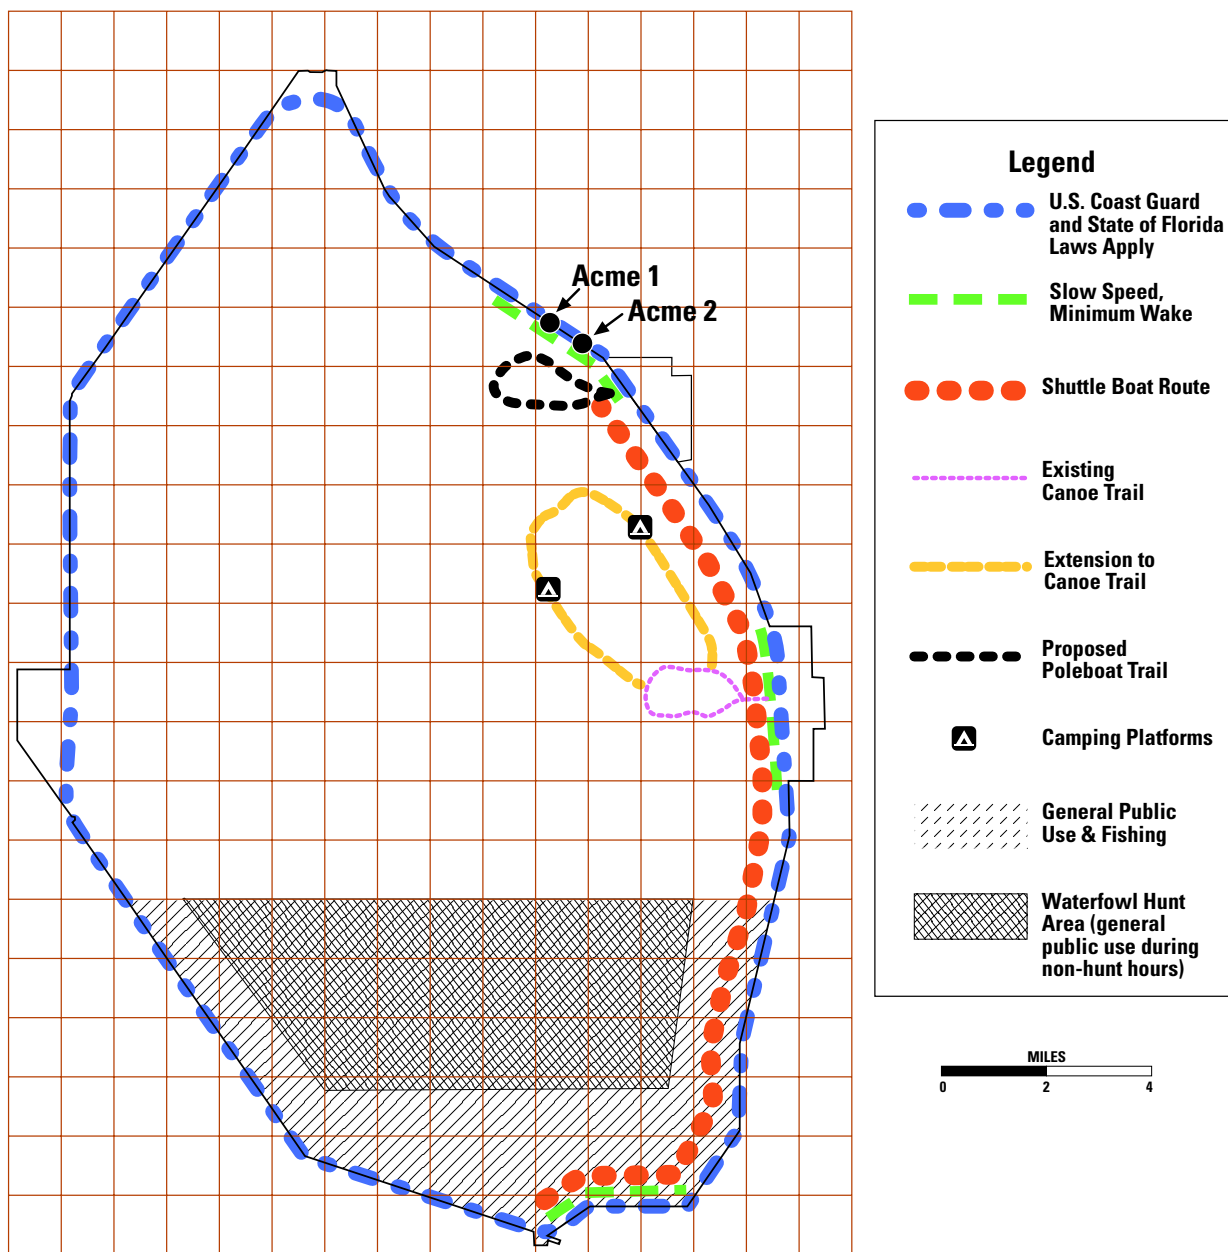 Acme 1
Acme 2
Legend
U.S. Coast Guard
and State of Florida
Laws Apply
Slow Speed,
Minimum Wake
Shuttle Boat Route
Existing
Canoe Trail
Extension to
Canoe Trail
Proposed
Poleboat Trail
Camping Platforms
General Public
Use & Fishing
Waterfowl Hunt
Area (general
public use during
non-hunt hours)
MILES
0 2 4